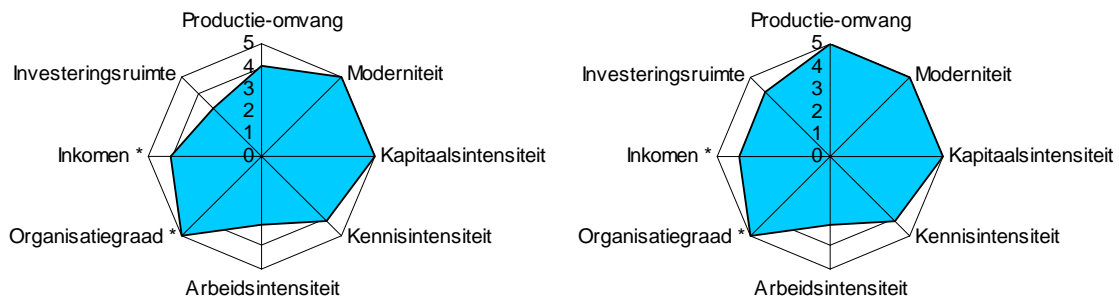 Productie-omvang
5
4
3
2
1
0
Moderniteit
Kapitaalsintensiteit
Kennisintensiteit
Arbeidsintensiteit
Organisatiegraad *
Inkomen *
Investeringsruimte
Productie-omvang
5
4
3
2
1
0
Moderniteit
Kapitaalsintensiteit
Kennisintensiteit
Arbeidsintensiteit
Organisatiegraad *
Inkomen *
Investeringsruimte